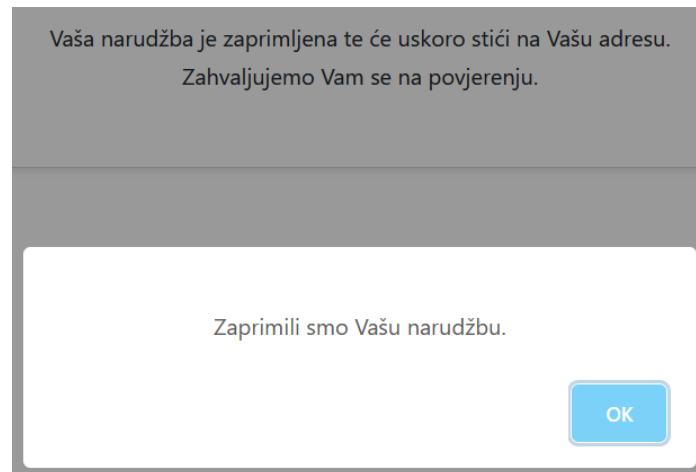 Vaša narudžba je zaprimljena te će uskoro stići na Vašu adresu.
Zahvaljujemo Vam se na povjerenju.
Zaprimili smo Vašu narudžbu.
OK